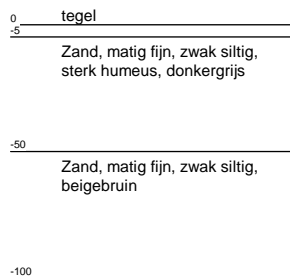 0 tegel
-5
Zand, matig fijn, zwak siltig,
sterk humeus, donkergrijs
-50
Zand, matig fijn, zwak siltig,
beigebruin
-100